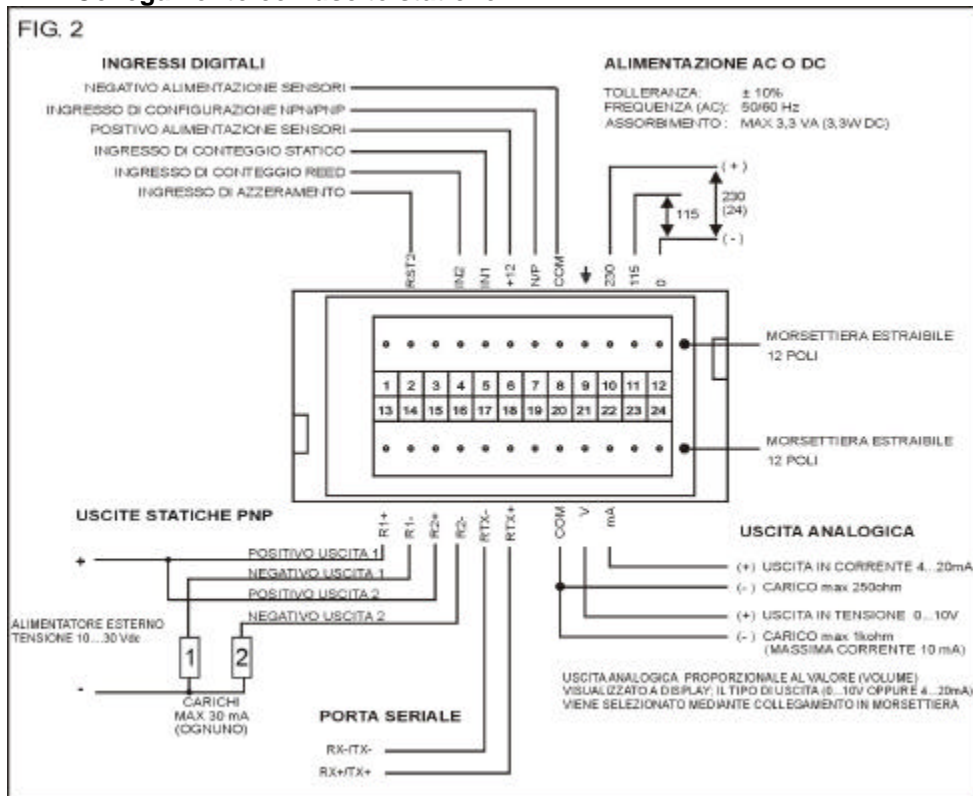 FIG. 2
INGRESSI DIGITALI
NEGATIVO ALIMENTAZIONE SENSORI
INGRESSO DI CONFIGURAZIONE NPN/PNP
POSITIVO ALIMENTAZIONE SENSORI
INGRESSO DI CONTEGGIO STATICO
INGRESSO DI CONTEGGIO REED
INGRESSO DI AZZERAMENTO
ALIMENTAZIONE AC O DC
TOLLERANZA: ± 10%
FREQUENZA (AC): 50/60 Hz
ASSORBIMENTO : MAX 3,3 VA (3,3W DC)
(+)
115
230
(24)
(-)
RST2
IN2
IN1
+12
N/P
COM
230
115
0
MORSETTIERA ESTRAIBILE
12 POLI
1 2 3 4 5 6 7 8 9 10 11 12
13 14 15 16 17 18 19 20 21 22 23 24
MORSETTIERA ESTRAIBILE
12 POLI
R1+
R1-
R2+
R2-
RTX-
RTX+
COM
V
mA
USCITE STATICHE PNP
+
POSITIVO USCITA 1
NEGATIVO USCITA 1
POSITIVO USCITA 2
NEGATIVO USCITA 2
ALIMENTATORE ESTERNO
TENSIONE 10...30 Vdc
1
2
-
CARICHI
MAX 30 mA
(OGNUNO)
PORTA SERIALE
RX-/TX-
RX+/TX+
USCITA ANALOGICA
(+) USCITA IN CORRENTE 4...20mA
(-) CARICO max 250ohm
(+) USCITA IN TENSIONE 0...10V
(-) CARICO max 1kohm
(MASSIMA CORRENTE 10 mA)
USCITA ANALOGICA PROPORZIONALE AL VALORE (VOLUME)
VISUALIZZATO A DISPLAY; IL TIPO DI USCITA (0...10V OPPURE 4...20mA)
VIENE SELEZIONATO MEDIANTE COLLEGAMENTO IN MORSETTIERA